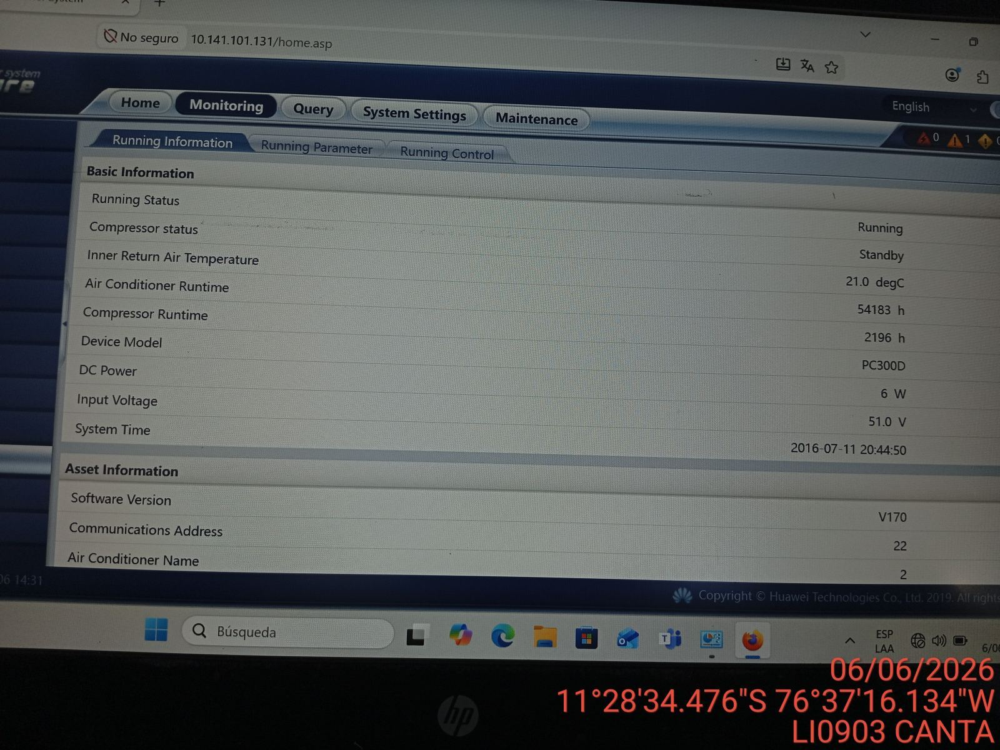 No seguro 10.141.101.131/home.asp
Home Monitoring Query System Settings Maintenance
English
Running Information Running Parameter Running Control
0 1
Basic Information
Running Status Running
Compressor status Standby
Inner Return Air Temperature 21.0 degC
Air Conditioner Runtime 54183 h
Compressor Runtime 2196 h
Device Model PC300D
DC Power 6 W
Input Voltage 51.0 V
System Time 2016-07-11 20:44:50
Asset Information
Software Version V170
Communications Address 22
Air Conditioner Name 2
06 14:31
Copyright © Huawei Technologies Co., Ltd. 2019. All rights
Búsqueda
ESP
LAA
hp
06/06/2026
11°28'34.476"S 76°37'16.134"W
LI0903 CANTA